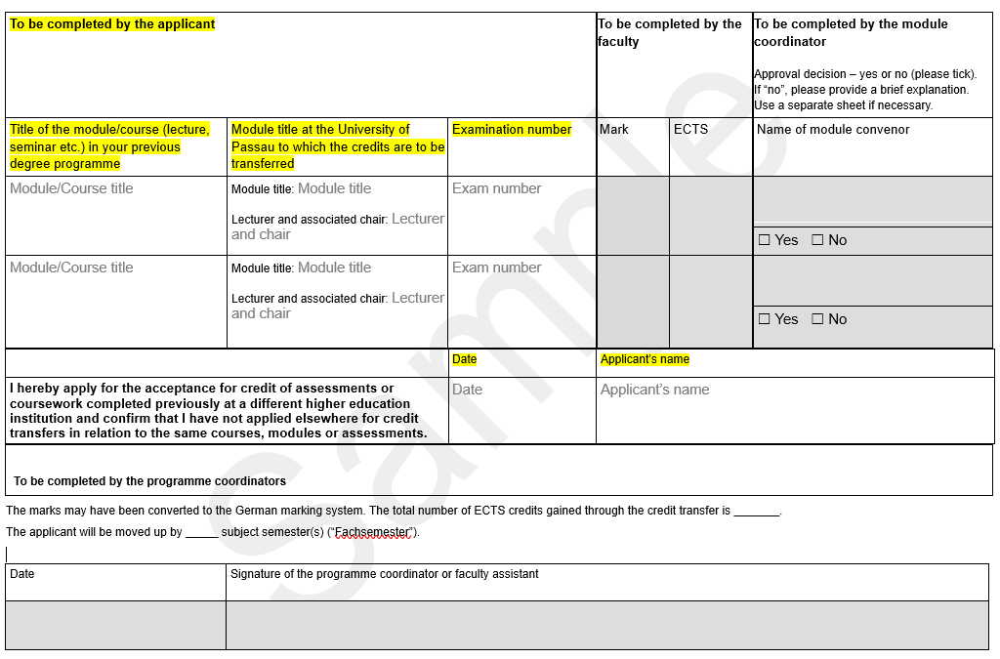 To be completed by the applicant
To be completed by the
faculty
To be completed by the module
coordinator
Approval decision – yes or no (please tick).
If “no”, please provide a brief explanation.
Use a separate sheet if necessary.
Title of the module/course (lecture,
seminar etc.) in your previous
degree programme
Module title at the University of
Passau to which the credits are to be
transferred
Examination number
Mark
ECTS
Name of module convenor
Module/Course title
Module title: Module title
Lecturer and associated chair: Lecturer
and chair
Exam number
☐ Yes ☐ No
Module/Course title
Module title: Module title
Lecturer and associated chair: Lecturer
and chair
Exam number
☐ Yes ☐ No
Date
Applicant’s name
I hereby apply for the acceptance for credit of assessments or
coursework completed previously at a different higher education
institution and confirm that I have not applied elsewhere for credit
transfers in relation to the same courses, modules or assessments.
Date
Applicant’s name
To be completed by the programme coordinators
The marks may have been converted to the German marking system. The total number of ECTS credits gained through the credit transfer is _______.
The applicant will be moved up by _____ subject semester(s) (“Fachsemester”).
Date
Signature of the programme coordinator or faculty assistant
Sample